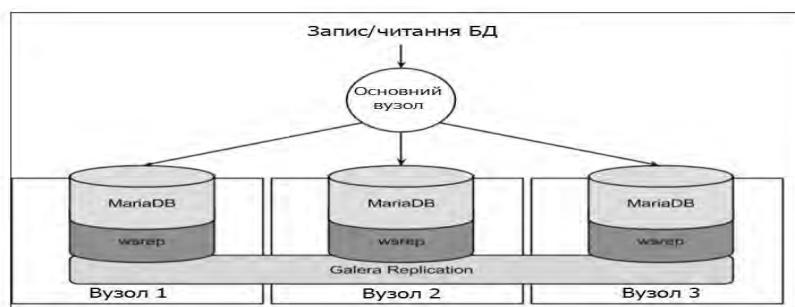 Запис/читання БД
Основний
вузол
MariaDB
MariaDB
MariaDB
wsrep
wsrep
wsrep
Galera Replication
Вузол 1
Вузол 2
Вузол 3